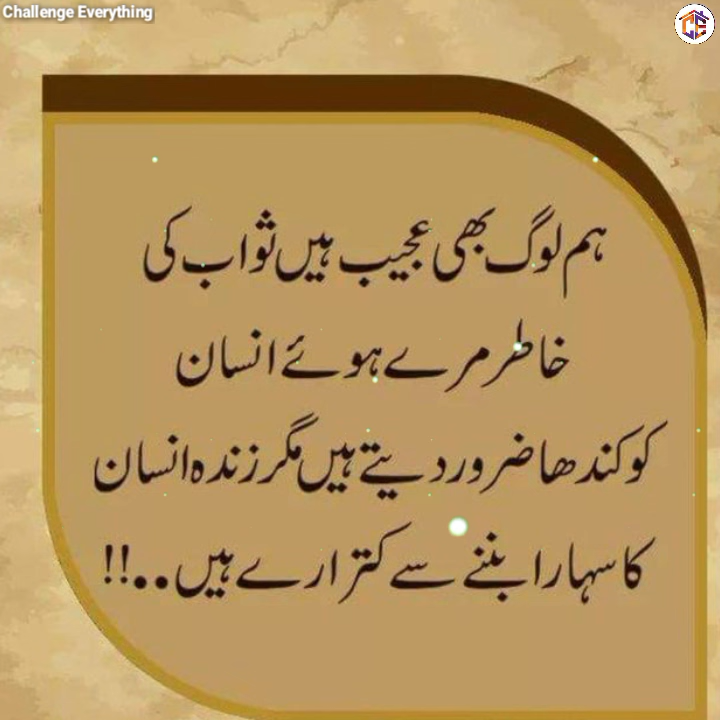 Challenge Everything
ہم لوگ بھی عجیب ہیں ثواب کی
خاطر مرے ہوئے انسان
کو کندھا ضرور دیتے ہیں مگر زندہ انسان
کا سہارا بننے سے کترارے ہیں..!!